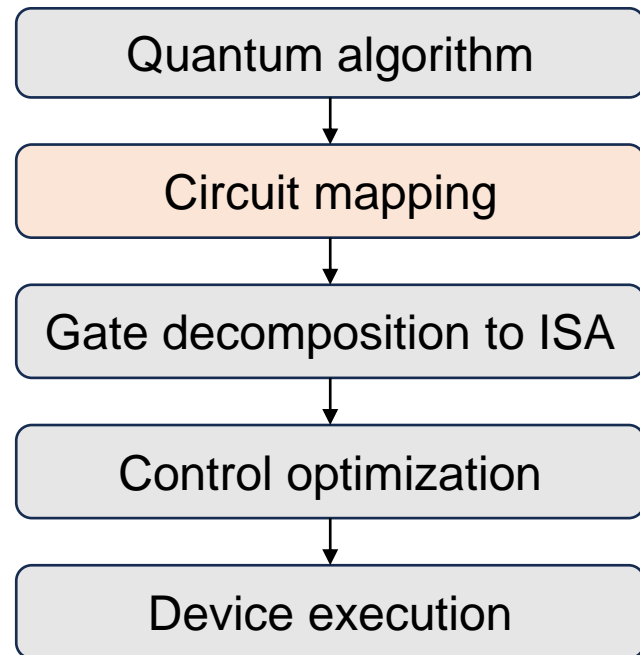 Quantum algorithm
Circuit mapping
Gate decomposition to ISA
Control optimization
Device execution